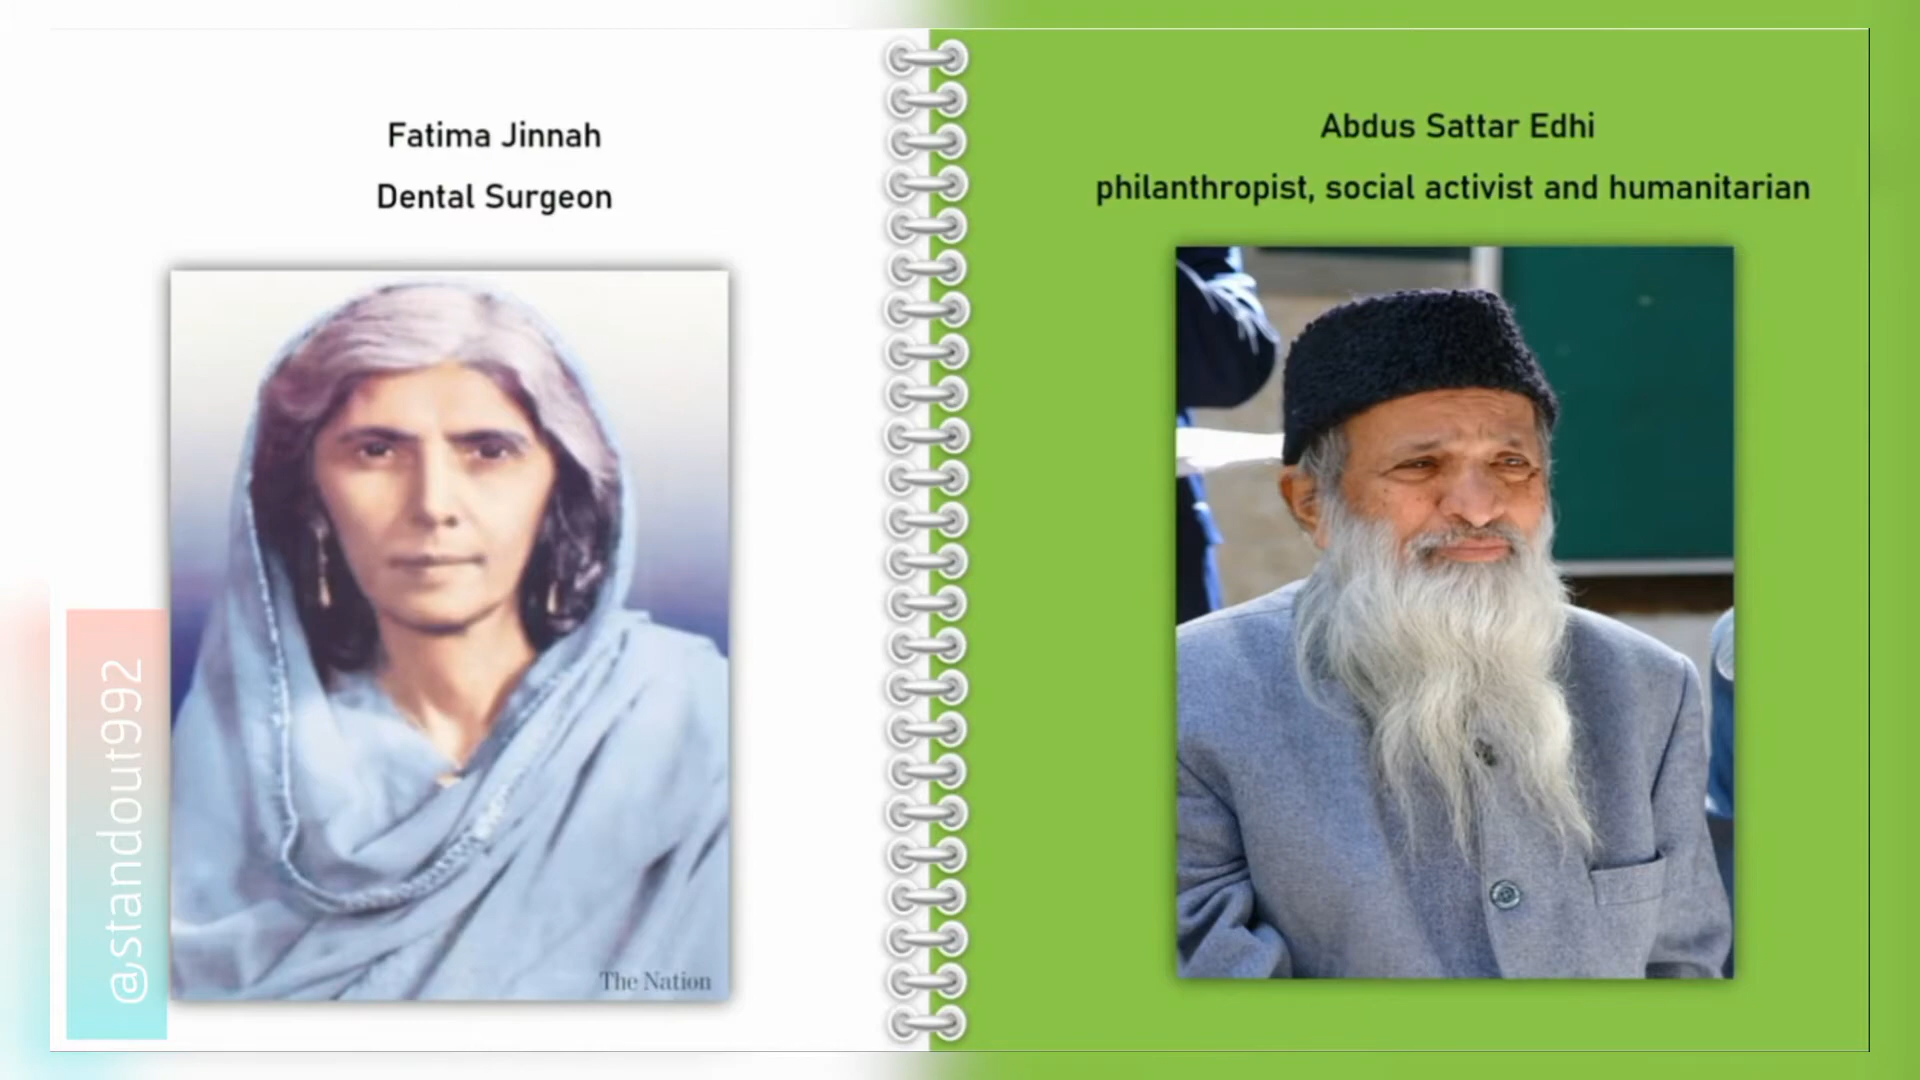 Fatima Jinnah
Dental Surgeon
The Nation
@standout992
Abdus Sattar Edhi
philanthropist, social activist and humanitarian